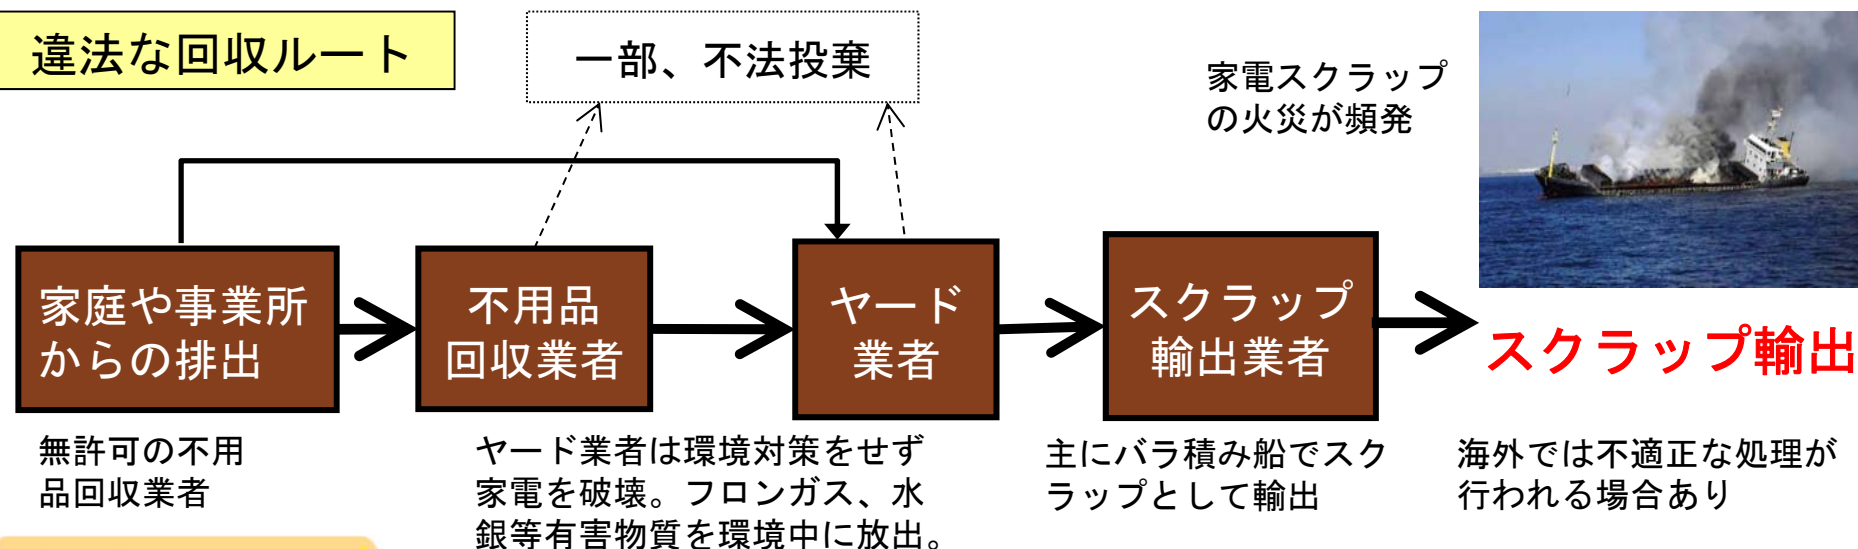 違法な回収ルート
一部、不法投棄
家電スクラップ
の火災が頻発
家庭や事業所
からの排出
不用品
回収業者
ヤード
業者
スクラップ
輸出業者
スクラップ輸出
無許可の不用
品回収業者
ヤード業者は環境対策をせず
家電を破壊。フロンガス、水
銀等有害物質を環境中に放出。
主にバラ積み船でスク
ラップとして輸出
海外では不適正な処理が
行われる場合あり